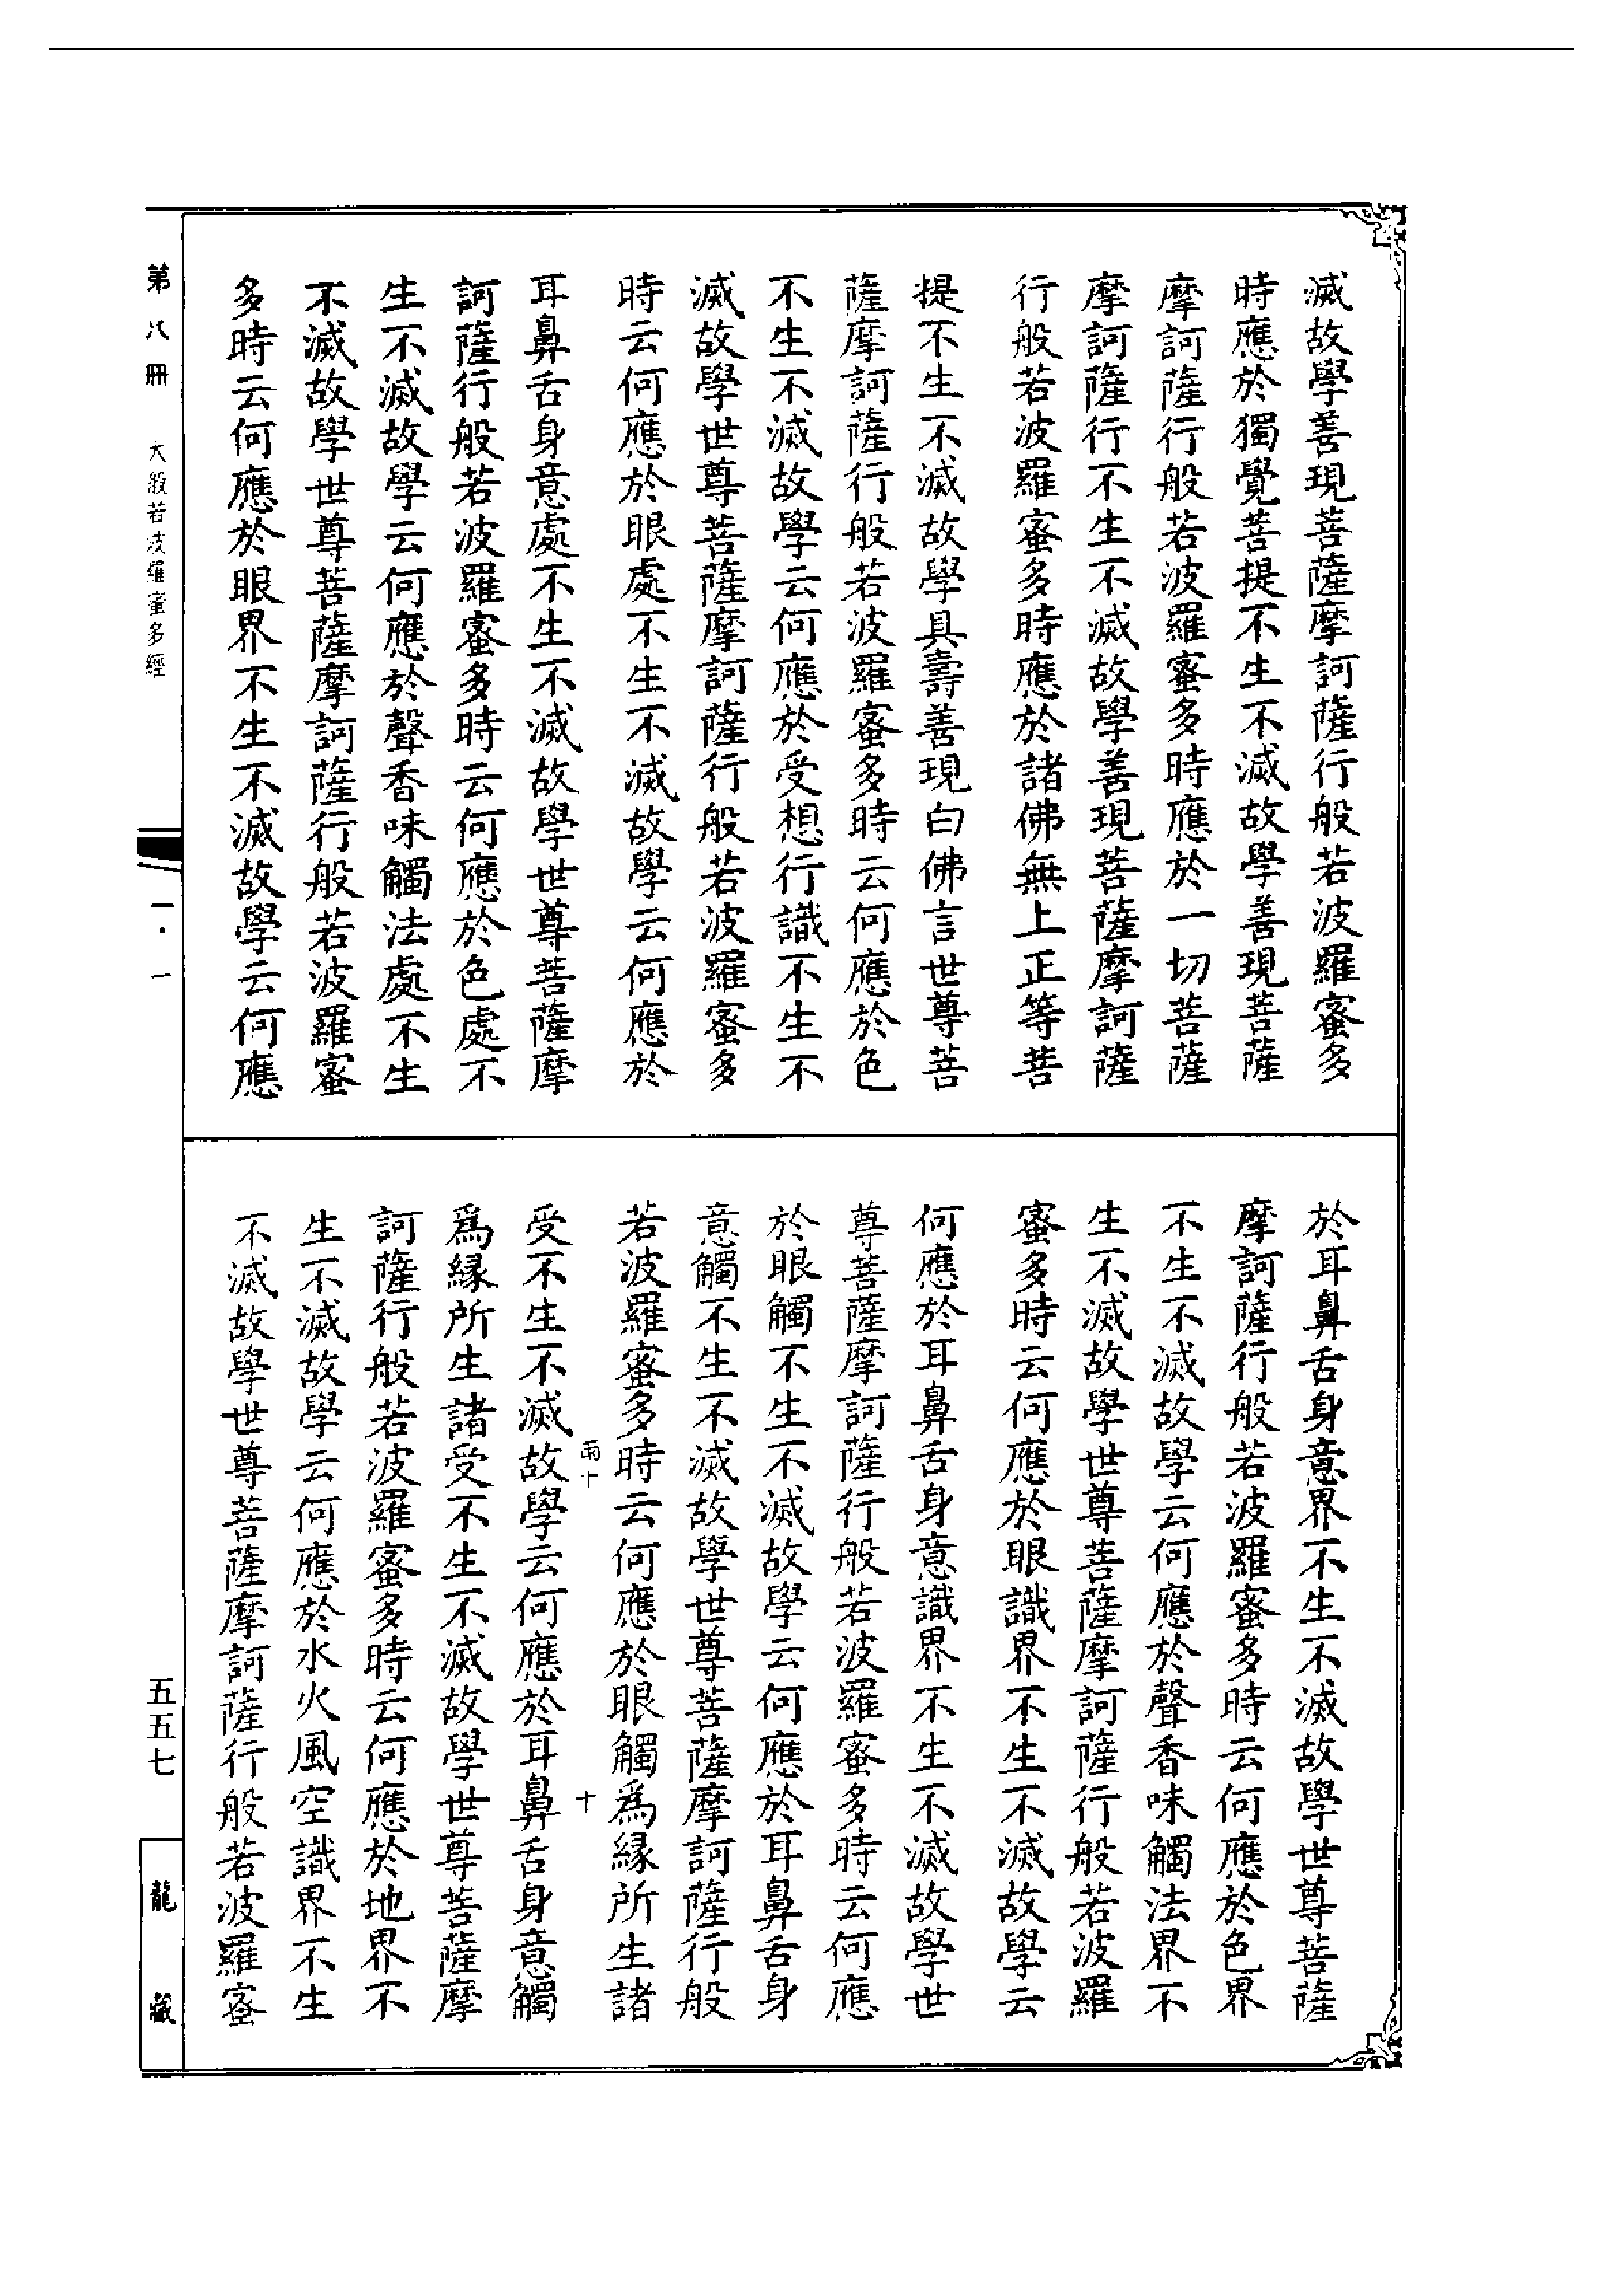 滅故學善現菩薩摩訶薩行般若波羅蜜多
時應於獨覺菩提不生不滅故學善現菩薩
摩訶薩行般若波羅蜜多時應於一切菩薩
摩訶薩行不生不滅故學善現菩薩摩訶薩
行般若波羅蜜多時應於諸佛無上正等菩
提不生不滅故學具壽善現白佛言世尊菩
薩摩訶薩行般若波羅蜜多時云何應於色
不生不滅故學云何應於受想行識不生不
滅故學世尊菩薩摩訶薩行般若波羅蜜多
時云何應於眼處不生不滅故學云何應於
耳鼻舌身意處不生不滅故學世尊菩薩摩
訶薩行般若波羅蜜多時云何應於色處不
生不滅故學云何應於聲香味觸法處不生
不滅故學世尊菩薩摩訶薩行般若波羅蜜
多時云何應於眼界不生不滅故學云何應
於耳鼻舌身意界不生不滅故學世尊菩薩
摩訶薩行般若波羅蜜多時云何應於色界
不生不滅故學云何應於聲香味觸法界不
生不滅故學世尊菩薩摩訶薩行般若波羅
蜜多時云何應於眼識界不生不滅故學云
何應於耳鼻舌身意識界不生不滅故學世
尊菩薩摩訶薩行般若波羅蜜多時云何應
於眼觸不生不滅故學云何應於耳鼻舌身
意觸不生不滅故學世尊菩薩摩訶薩行般
若波羅蜜多時云何應於眼觸爲緣所生諸
雨十
十
受不生不滅故學云何應於耳鼻舌身意觸
爲緣所生諸受不生不滅故學世尊菩薩摩
訶薩行般若波羅蜜多時云何應於地界不
生不滅故學云何應於水火風空識界不生
不滅故學世尊菩薩摩訶薩行般若波羅蜜
第八冊
大般若波羅蜜多經
一·一
五五七
龍藏